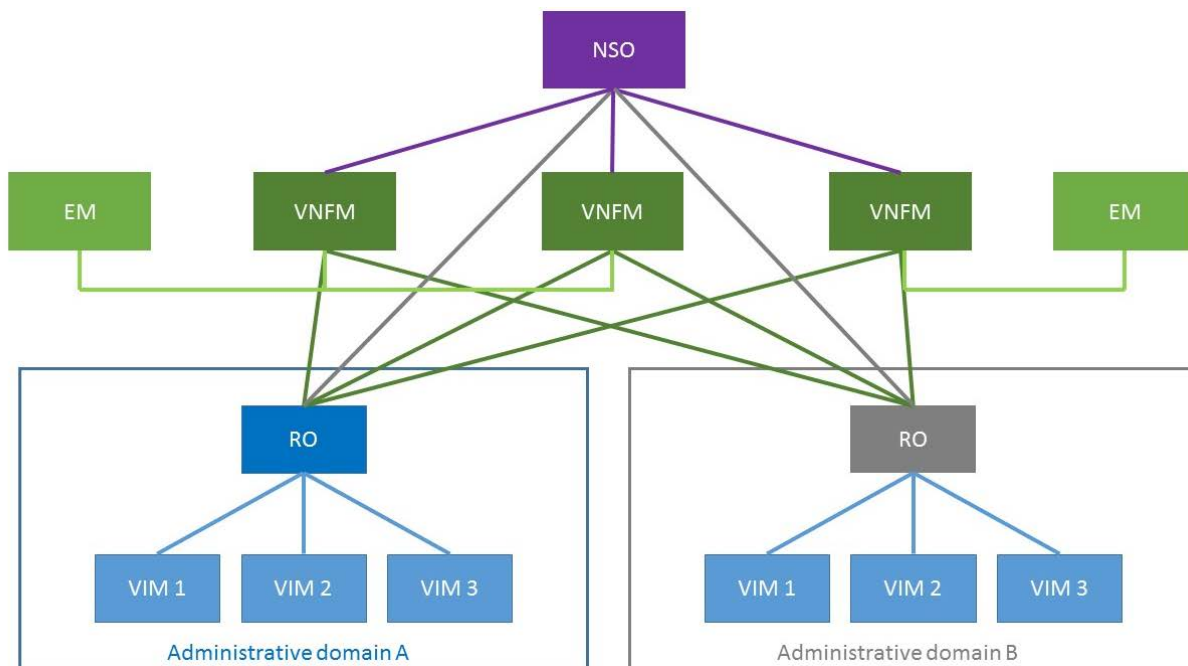 NSO
EM
VNFM
VNFM
VNFM
EM
RO
RO
VIM 1
VIM 2
VIM 3
VIM 1
VIM 2
VIM 3
Administrative domain A
Administrative domain B